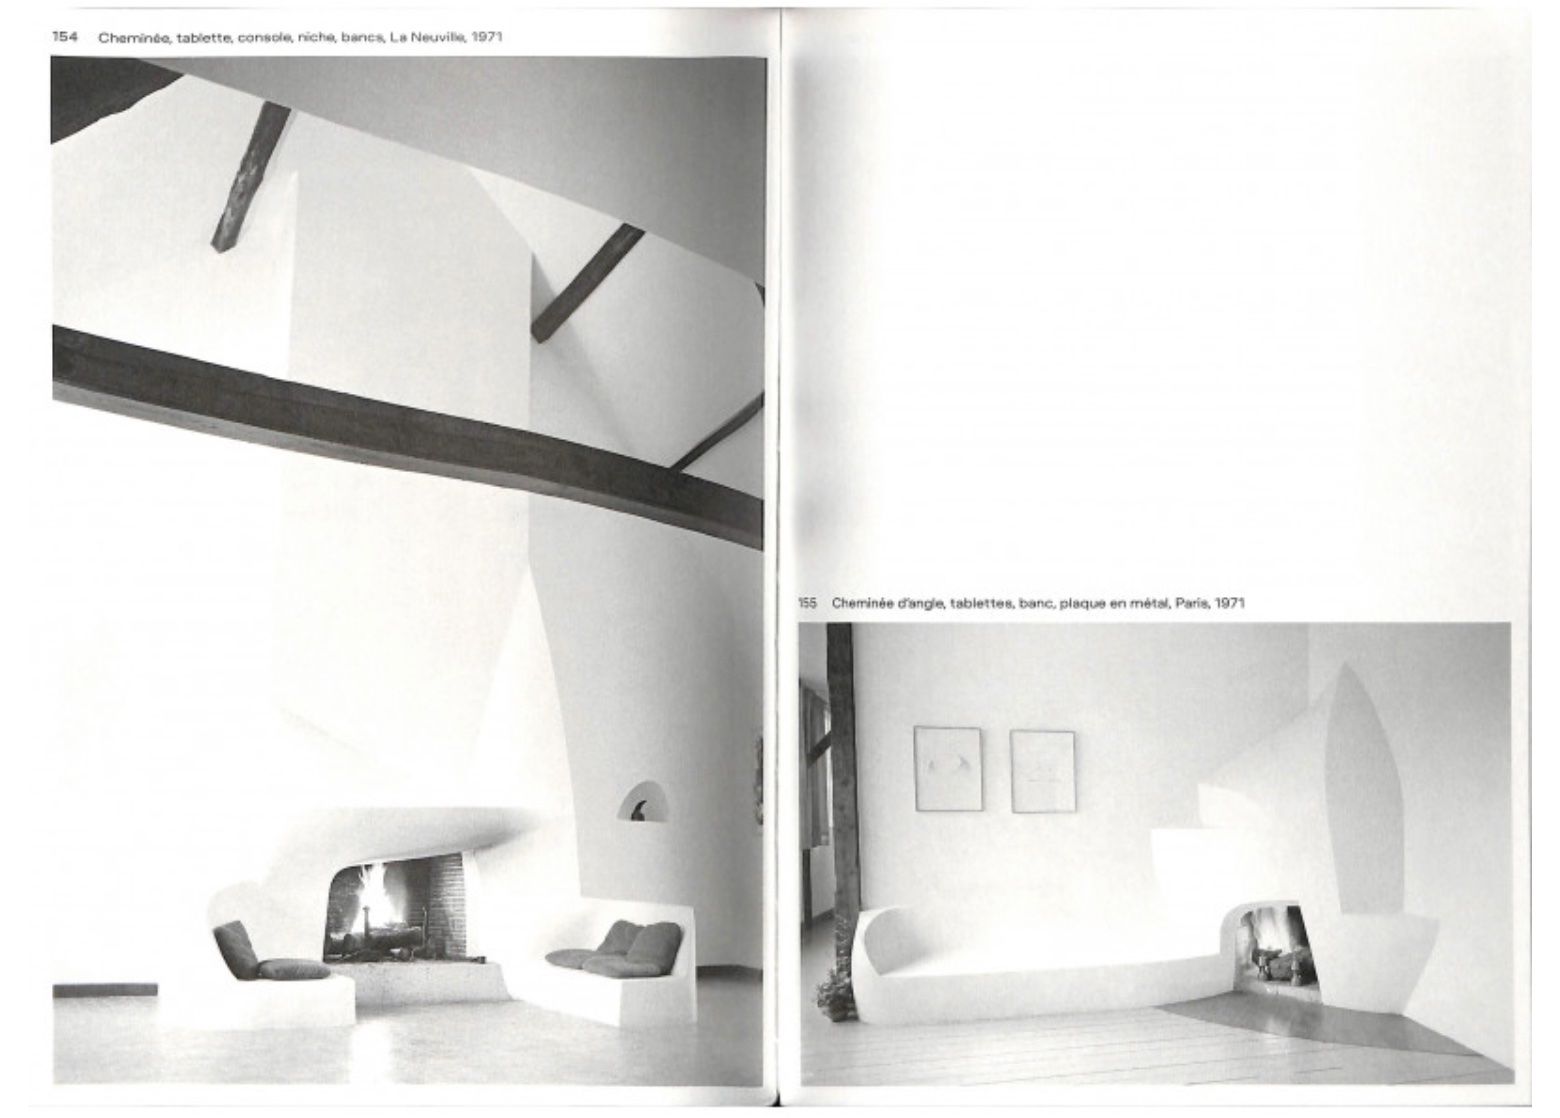 154 Cheminée, tablette, console, niche, bancs, La Neuville, 1971
155 Cheminée d'angle, tablettes, banc, plaque en métal, Paris, 1971